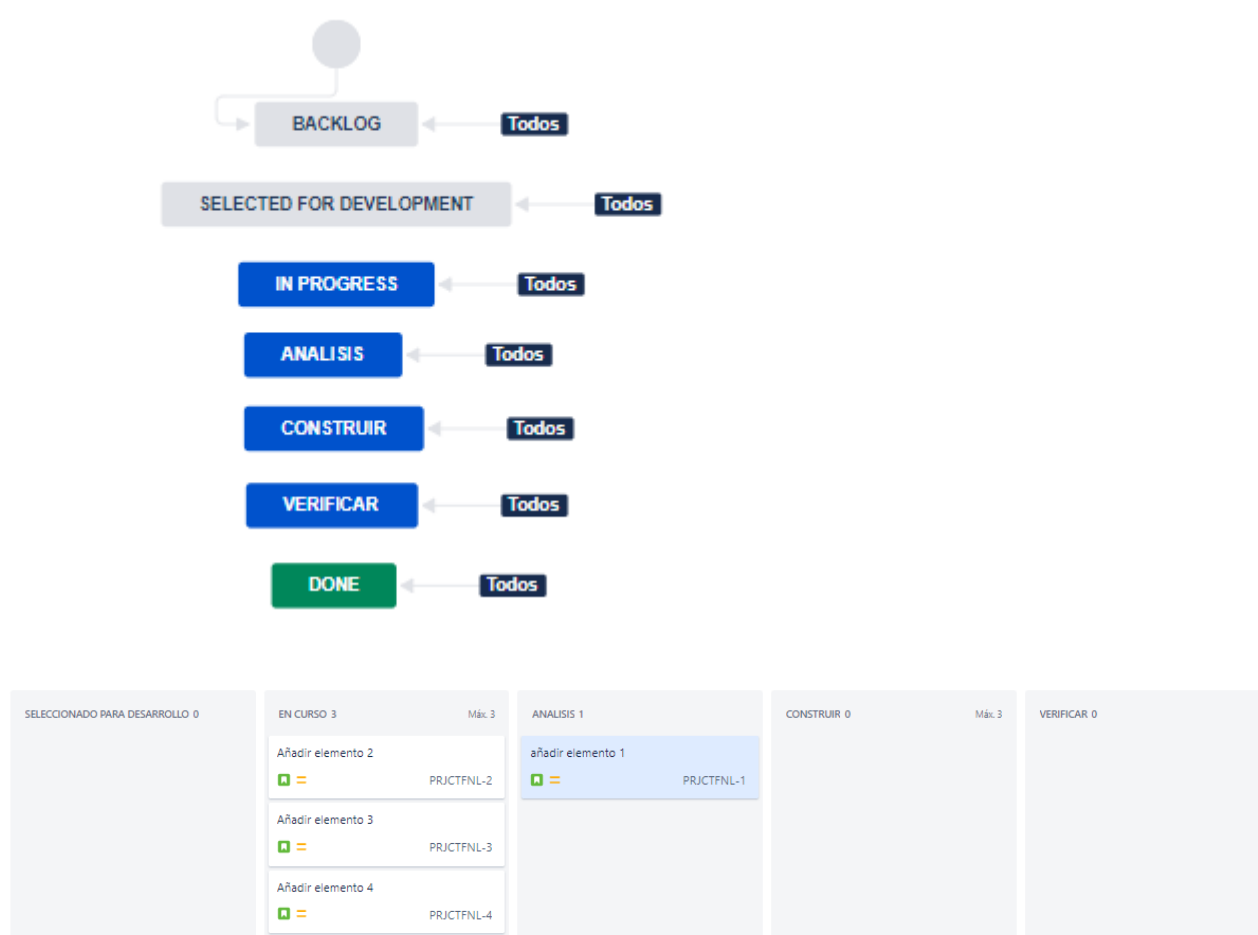 BACKLOG Todos
SELECTED FOR DEVELOPMENT Todos
IN PROGRESS Todos
ANALISIS Todos
CONSTRUIR Todos
VERIFICAR Todos
DONE Todos
SELECCIONADO PARA DESARROLLO 0
EN CURSO 3 Máx. 3
Añadir elemento 2
PRJCTFNL-2
Añadir elemento 3
PRJCTFNL-3
Añadir elemento 4
PRJCTFNL-4
ANALISIS 1
añadir elemento 1
PRJCTFNL-1
CONSTRUIR 0 Máx. 3
VERIFICAR 0